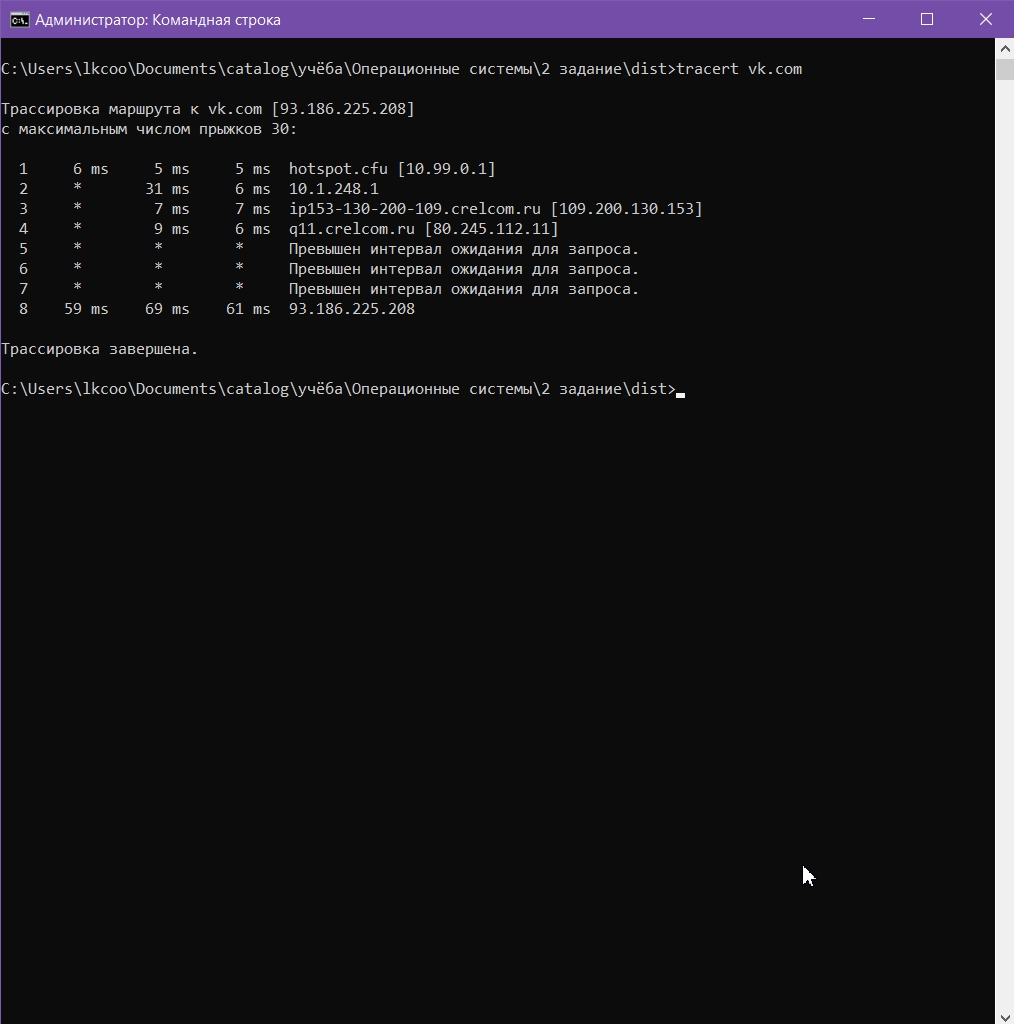 Администратор: Командная строка
C:\Users\lkcoo\Documents\catalog\учёба\Операционные системы\2 задание\dist>tracert vk.com
Трассировка маршрута к vk.com [93.186.225.208]
с максимальным числом прыжков 30:
1 6 ms 5 ms 5 ms hotspot.cfu [10.99.0.1]
2 * 31 ms 6 ms 10.1.248.1
3 * 7 ms 7 ms ip153-130-200-109.crelcom.ru [109.200.130.153]
4 * 9 ms 6 ms q11.crelcom.ru [80.245.112.11]
5 * * * Превышен интервал ожидания для запроса.
6 * * * Превышен интервал ожидания для запроса.
7 * * * Превышен интервал ожидания для запроса.
8 59 ms 69 ms 61 ms 93.186.225.208
Трассировка завершена.
C:\Users\lkcoo\Documents\catalog\учёба\Операционные системы\2 задание\dist>